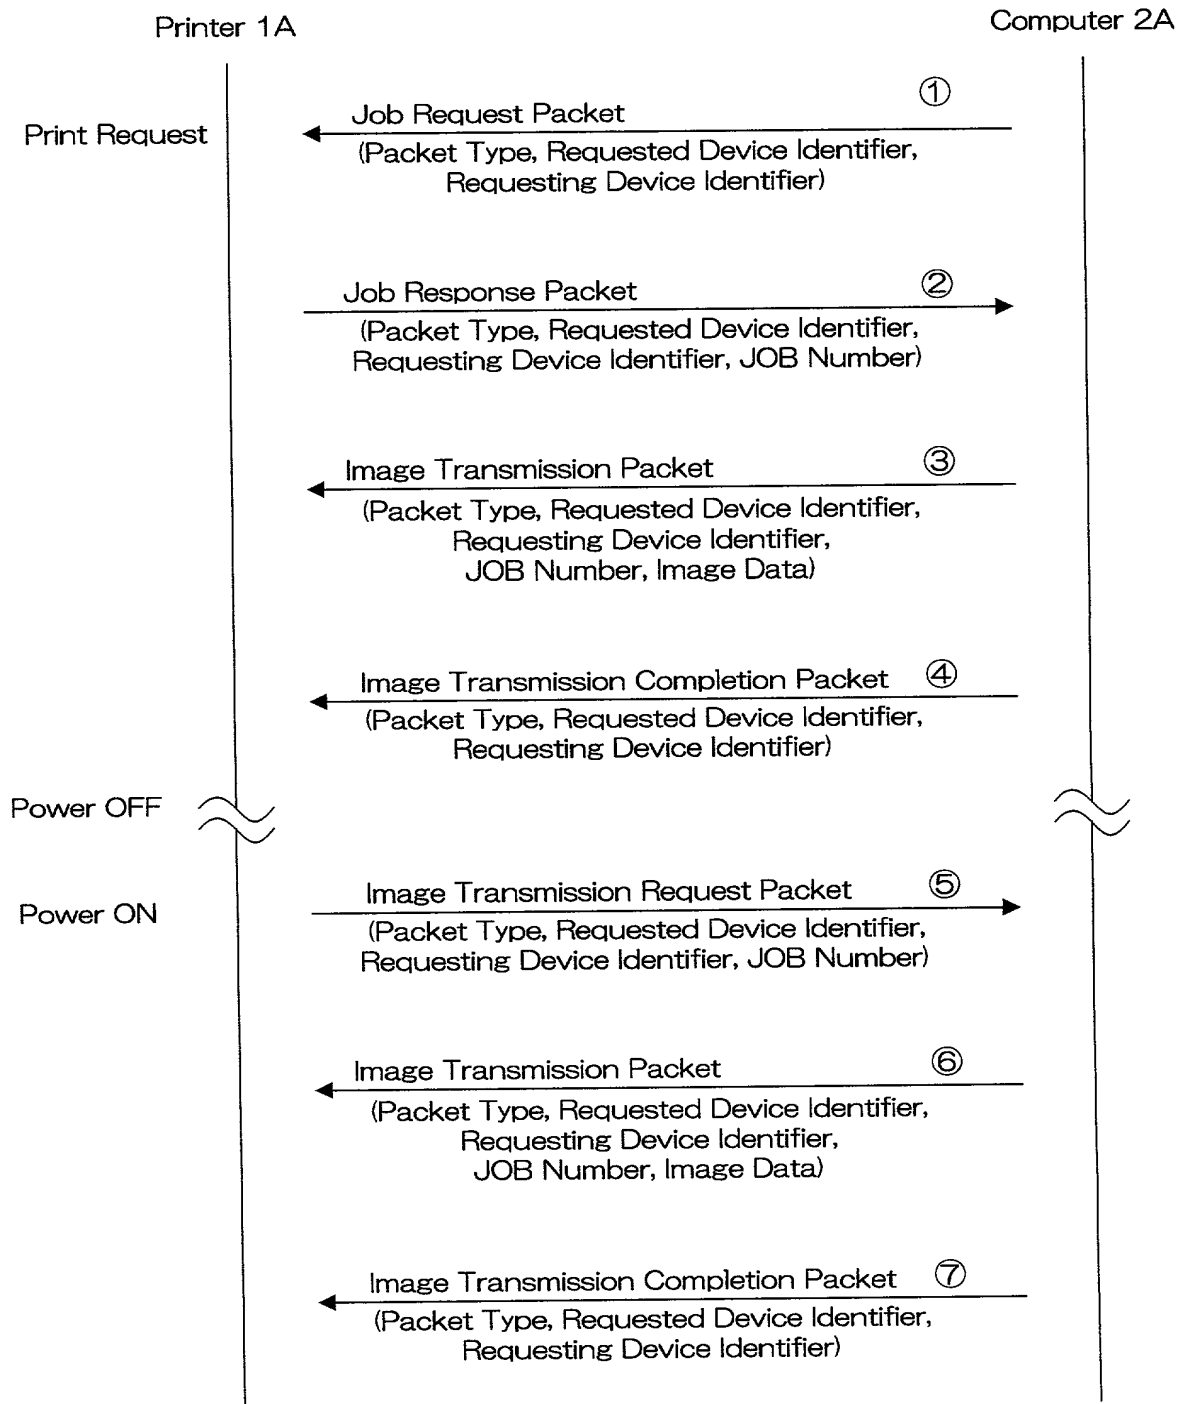 Printer 1A
Computer 2A
①
Job Request Packet
Print Request
(Packet Type, Requested Device Identifier,
Requesting Device Identifier)
②
Job Response Packet
(Packet Type, Requested Device Identifier,
Requesting Device Identifier, JOB Number)
③
Image Transmission Packet
(Packet Type, Requested Device Identifier,
Requesting Device Identifier,
JOB Number, Image Data)
④
Image Transmission Completion Packet
(Packet Type, Requested Device Identifier,
Requesting Device Identifier)
Power OFF
⑤
Image Transmission Request Packet
Power ON
(Packet Type, Requested Device Identifier,
Requesting Device Identifier, JOB Number)
⑥
Image Transmission Packet
(Packet Type, Requested Device Identifier,
Requesting Device Identifier,
JOB Number, Image Data)
⑦
Image Transmission Completion Packet
(Packet Type, Requested Device Identifier,
Requesting Device Identifier)